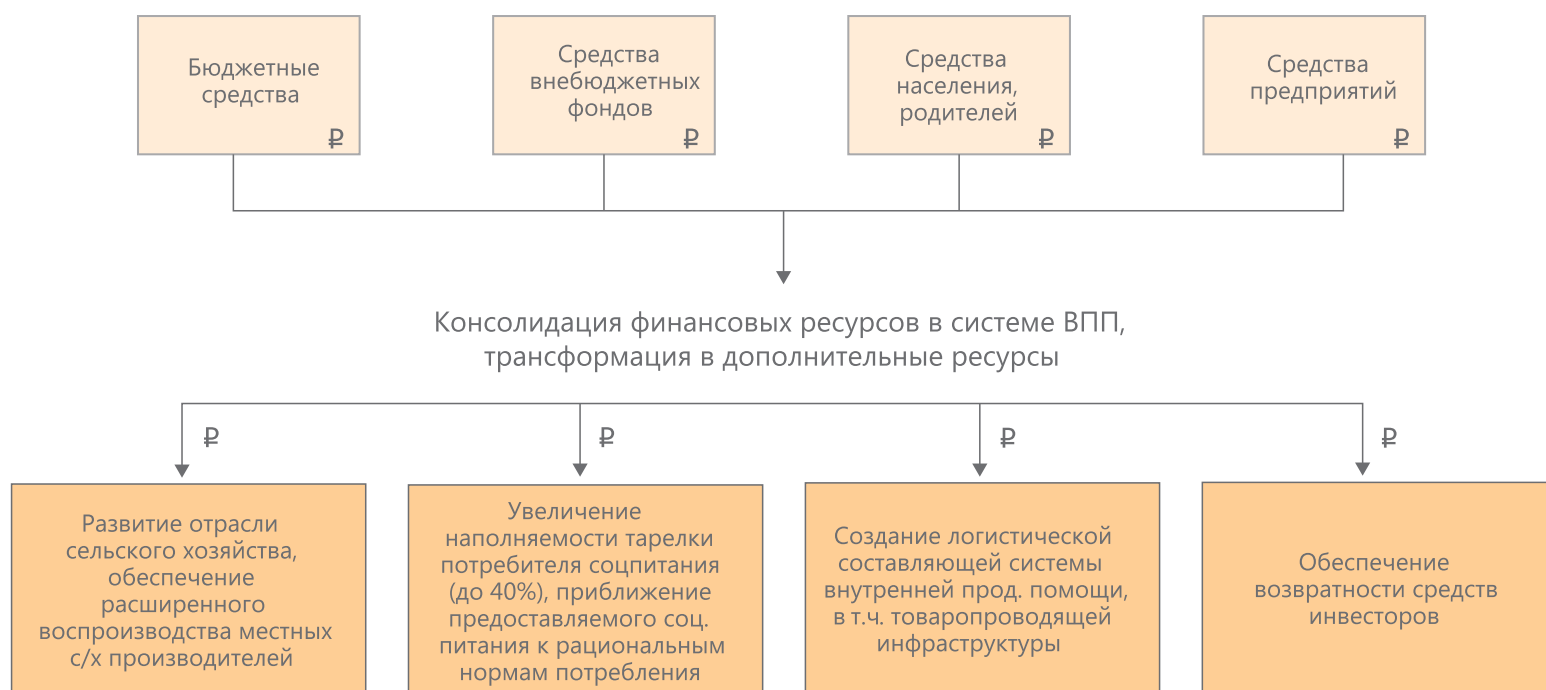 Бюджетные
средства
₽
Средства
внебюджетных
фондов
₽
Средства
населения,
родителей
₽
Средства
предприятий
₽
Консолидация финансовых ресурсов в системе ВПП,
трансформация в дополнительные ресурсы
₽
₽
₽
₽
Развитие отрасли
сельского хозяйства,
обеспечение
расширенного
воспроизводства местных
с/х производителей
Увеличение
наполняемости тарелки
потребителя соцпитания
(до 40%), приближение
предоставляемого соц.
питания к рациональным
нормам потребления
Создание логистической
составляющей системы
внутренней прод. помощи,
в т.ч. товаропроводящей
инфраструктуры
Обеспечение
возвратности средств
инвесторов